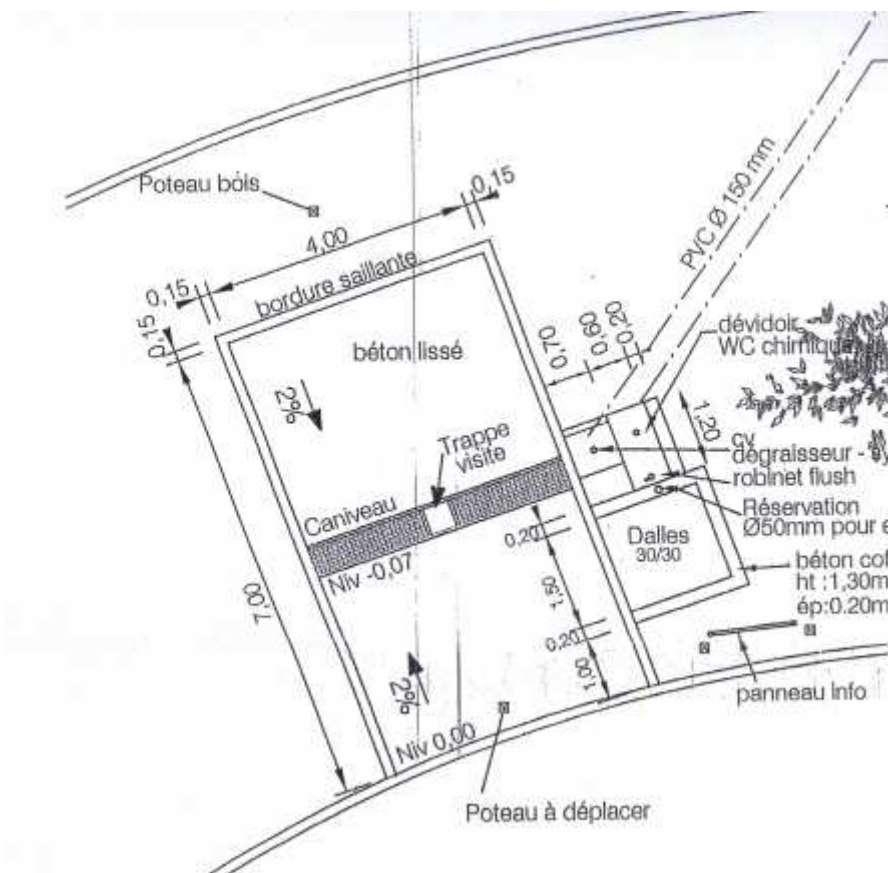 Poteau bois
0,15
4,00
0,15
bordure saillante
0,15
béton lissé
2%
PVC Ø 150 mm
0,70
0,60
0,20
dévidoir
WC chimique
1,20
cv
dégraisseur -
robinet flush
Réservation
Ø50mm pour e
Trappe
visite
Caniveau
Niv -0,07
0,20
Dalles
30/30
béton col
ht :1,30m
ép:0.20m
7,00
1,50
0,20
1,00
2%
Niv 0,00
panneau Info
Poteau à déplacer